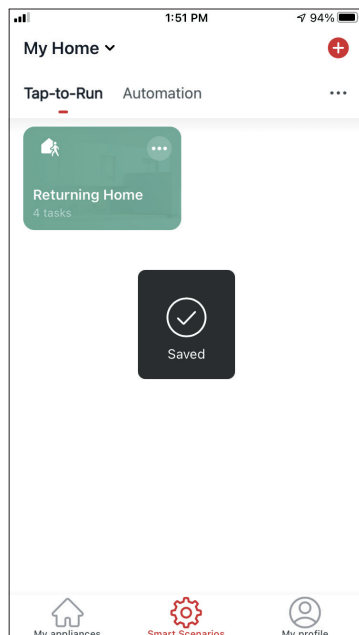 1:51 PM
94%
My Home
Tap-to-Run Automation
Returning Home
4 tasks
Saved
My appliances Smart Scenarios My profile